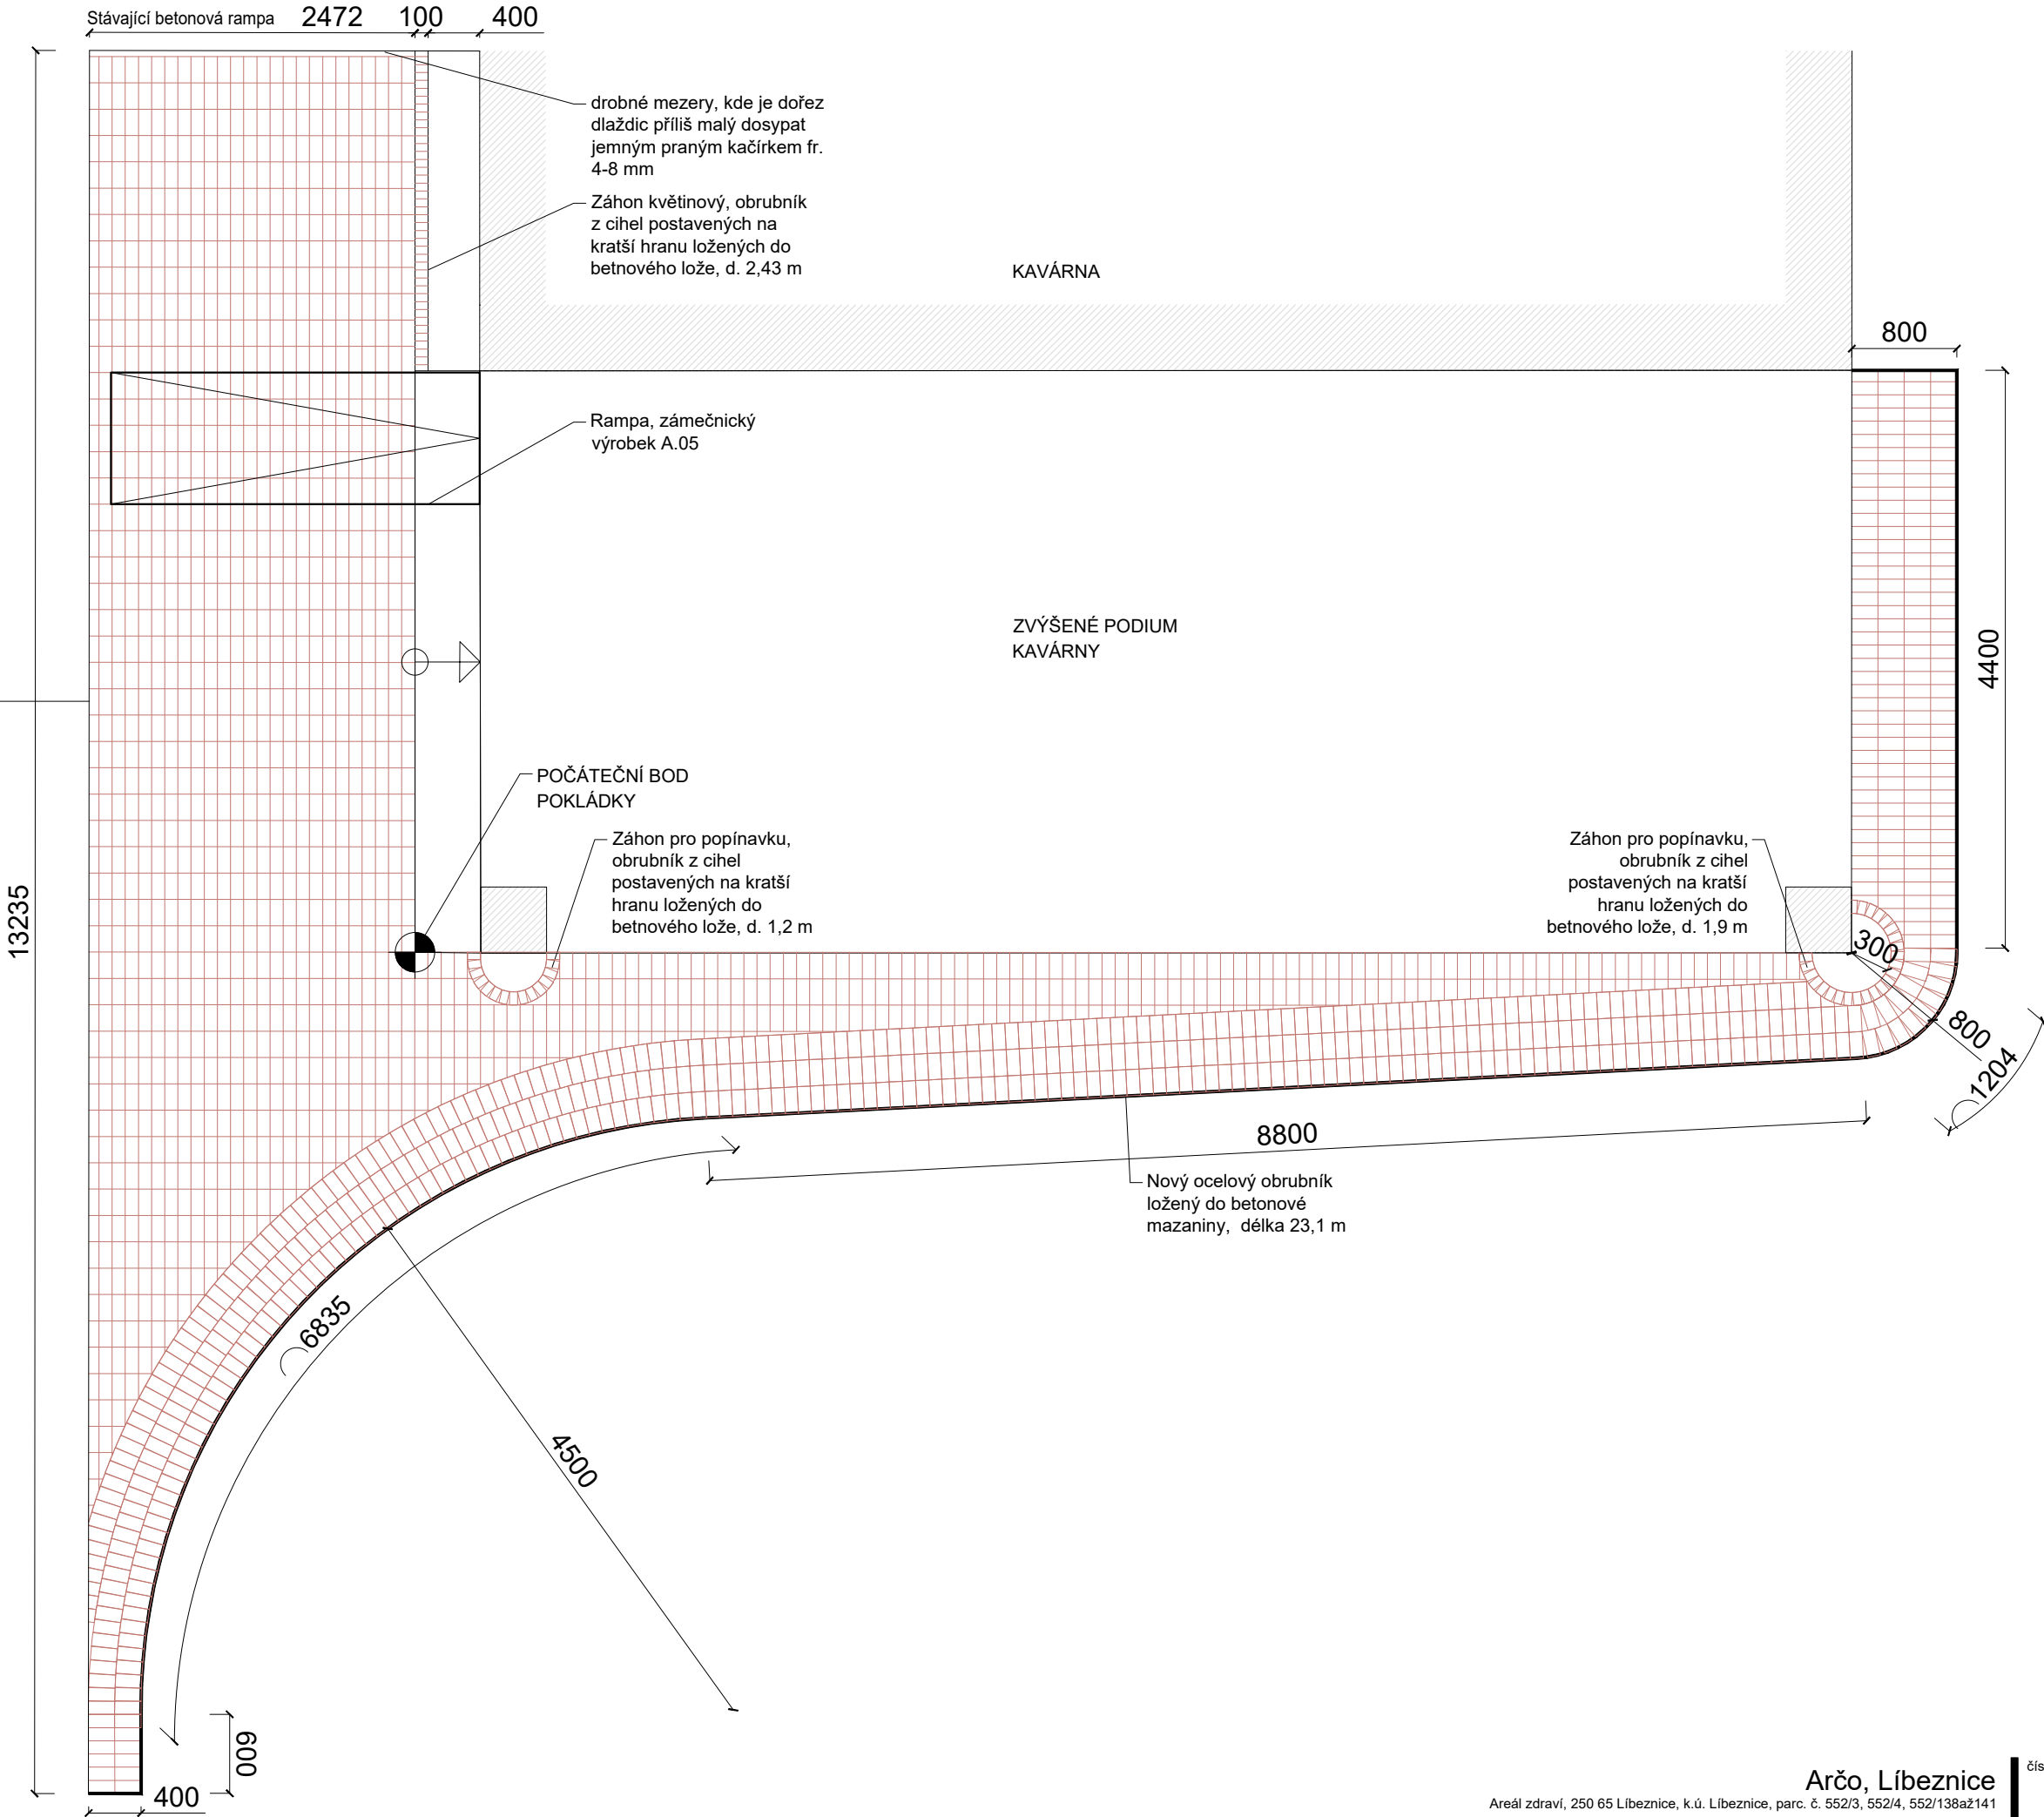 Stávající betonová rampa 2472 100 400
drobné mezery, kde je dořez
dlaždic příliš malý dosypat
jemným praným kačírkem fr.
4-8 mm
Záhon květinový, obrubník
z cihel postavených na
kratší hranu ložených do
betnového lože, d. 2,43 m
KAVÁRNA
800
Rampa, zámečnický
výrobek A.05
ZVÝŠENÉ PODIUM
KAVÁRNY
4400
POČÁTEČNÍ BOD
POKLÁDKY
Záhon pro popínavku,
obrubník z cihel
postavených na kratší
hranu ložených do
betnového lože, d. 1,2 m
Záhon pro popínavku,
obrubník z cihel
postavených na kratší
hranu ložených do
betnového lože, d. 1,9 m
13235
300
800
1204
8800
Nový ocelový obrubník
ložený do betonové
mazaniny, délka 23,1 m
6835
4500
600
400
Arčo, Líbeznice
Areál zdraví, 250 65 Líbeznice, k.ú. Líbeznice, parc. č. 552/3, 552/4, 552/138až141
čís